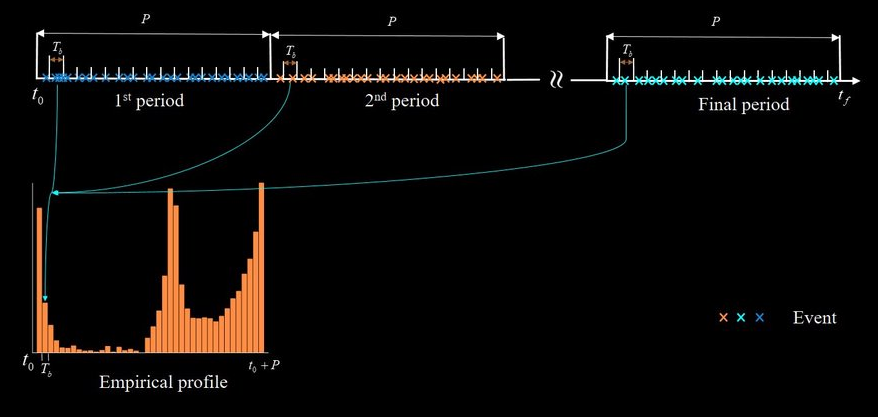 P P P
T_b T_b T_b
t_0 1st period 2nd period Final period t_f
t_0 T_b t_0 + P
Empirical profile
Event